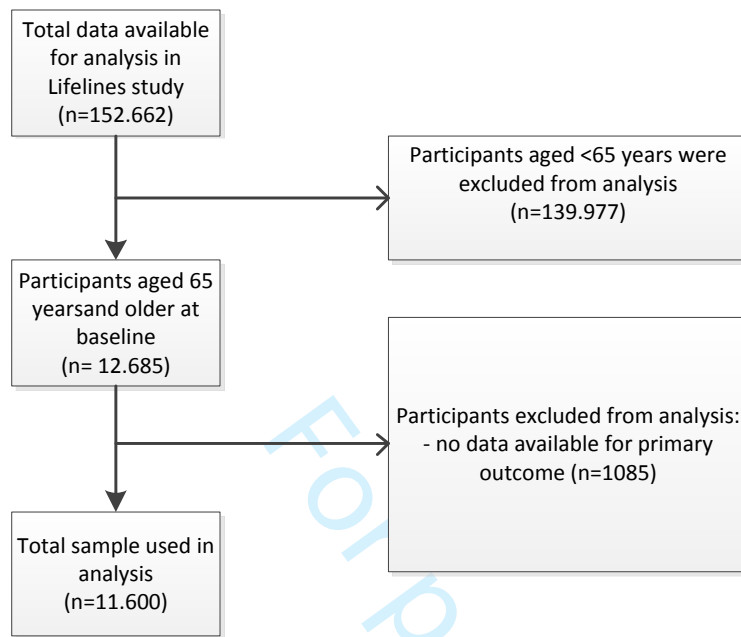 Total data available
for analysis in
Lifelines study
(n=152.662)
Participants aged <65 years were
excluded from analysis
(n=139.977)
Participants aged 65
yearsand older at
baseline
(n= 12.685)
Participants excluded from analysis:
- no data available for primary
outcome (n=1085)
Total sample used in
analysis
(n=11.600)
For p